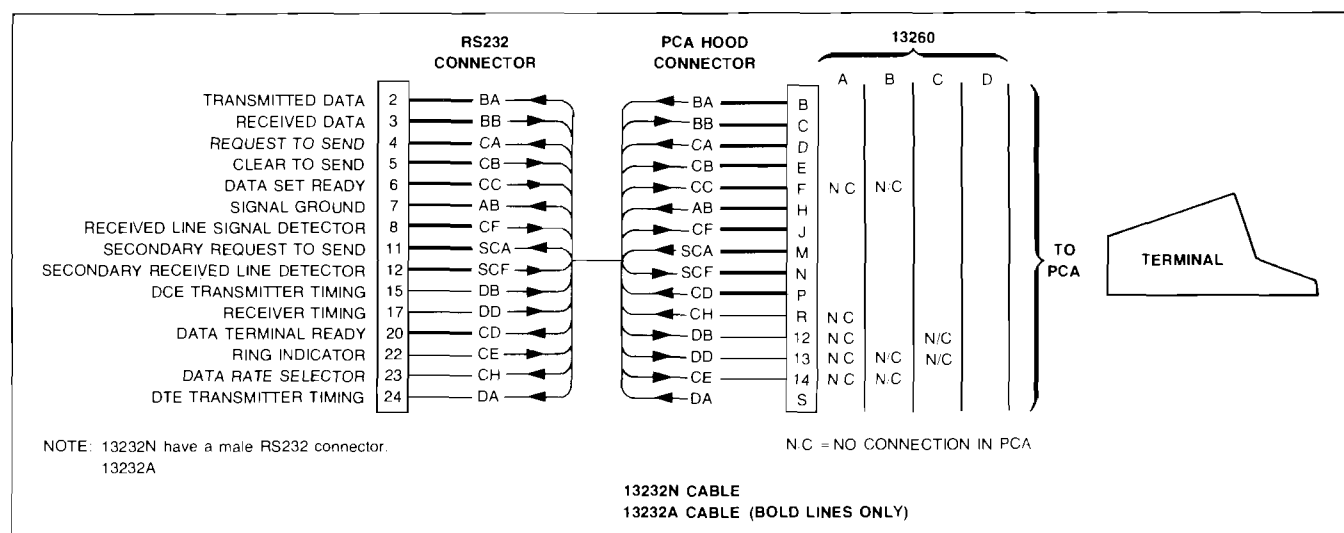 RS232 CONNECTOR
PCA HOOD CONNECTOR
13260
A B C D
TRANSMITTED DATA 2 BA BA B
RECEIVED DATA 3 BB BB C
REQUEST TO SEND 4 CA CA D
CLEAR TO SEND 5 CB CB E
DATA SET READY 6 CC CC F N C N/C
SIGNAL GROUND 7 AB AB H
RECEIVED LINE SIGNAL DETECTOR 8 CF CF J
SECONDARY REQUEST TO SEND 11 SCA SCA M
SECONDARY RECEIVED LINE DETECTOR 12 SCF SCF N
DCE TRANSMITTER TIMING 15 DB CD P
RECEIVER TIMING 17 DD CH R N C
DATA TERMINAL READY 20 CD DB 12 N C N/C
RING INDICATOR 22 CE DD 13 N C N/C N/C
DATA RATE SELECTOR 23 CH CE 14 N C N/C
DTE TRANSMITTER TIMING 24 DA DA S
TO PCA
TERMINAL
NOTE: 13232N have a male RS232 connector.
13232A
N/C = NO CONNECTION IN PCA
13232N CABLE
13232A CABLE (BOLD LINES ONLY)